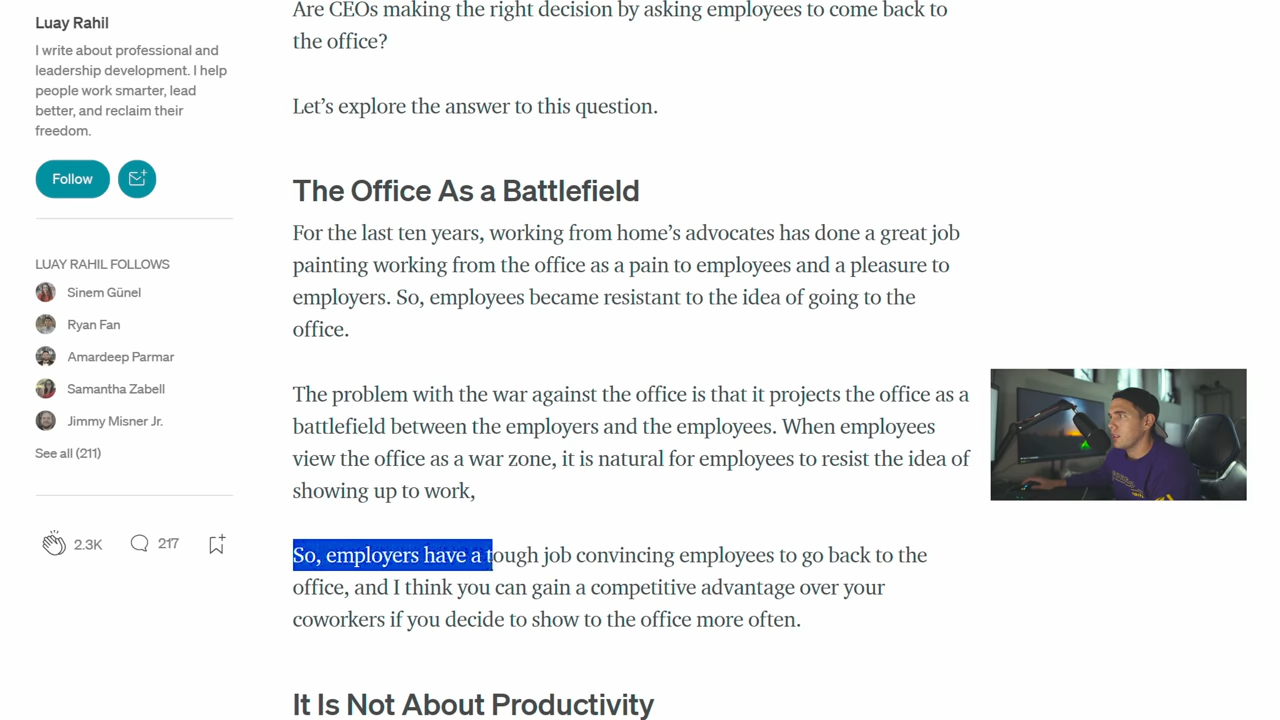 Luay Rahil
I write about professional and
leadership development. I help
people work smarter, lead
better, and reclaim their
freedom.
Follow
LUAY RAHIL FOLLOWS
Sinem Günel
Ryan Fan
Amardeep Parmar
Samantha Zabell
Jimmy Misner Jr.
See all (211)
2.3K
217
Are CEOs making the right decision by asking employees to come back to
the office?
Let’s explore the answer to this question.
The Office As a Battlefield
For the last ten years, working from home’s advocates has done a great job
painting working from the office as a pain to employees and a pleasure to
employers. So, employees became resistant to the idea of going to the
office.
The problem with the war against the office is that it projects the office as a
battlefield between the employers and the employees. When employees
view the office as a war zone, it is natural for employees to resist the idea of
showing up to work,
So, employers have a tough job convincing employees to go back to the
office, and I think you can gain a competitive advantage over your
coworkers if you decide to show to the office more often.
It Is Not About Productivity